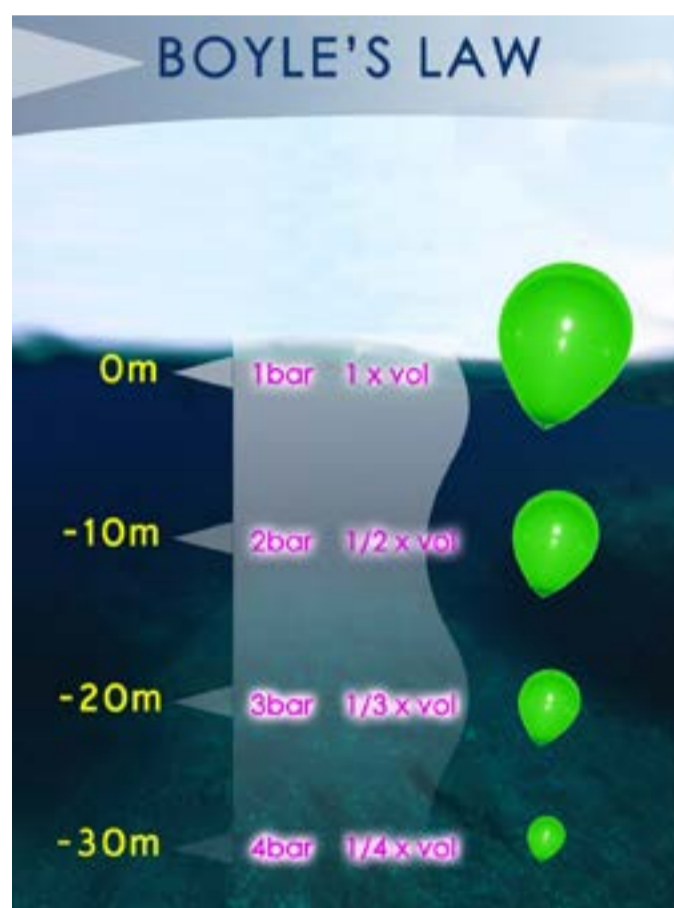 BOYLE'S LAW
0m 1bar 1 x vol
-10m 2bar 1/2 x vol
-20m 3bar 1/3 x vol
-30m 4bar 1/4 x vol